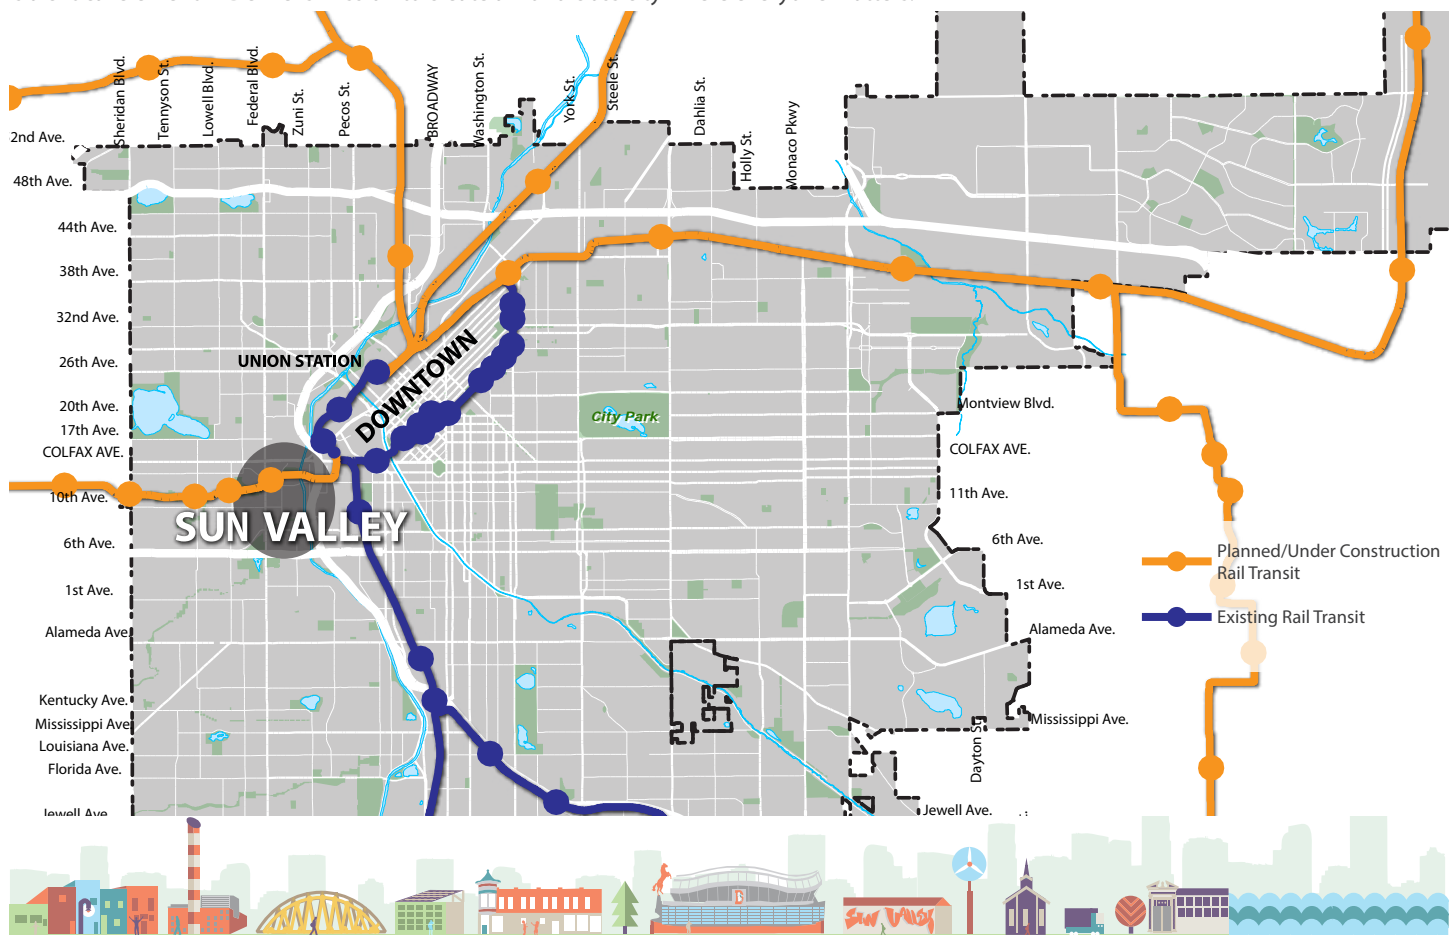 Sheridan Blvd.
Tennyson St.
Lowell Blvd.
Federal Blvd.
Zuni St.
Pecos St.
BROADWAY
Washington St.
York St.
Steele St.
Dahlia St.
Holly St.
Monaco Pkwy
2nd Ave.
48th Ave.
44th Ave.
38th Ave.
32nd Ave.
26th Ave.
20th Ave.
17th Ave.
COLFAX AVE.
10th Ave.
6th Ave.
1st Ave.
Alameda Ave.
Kentucky Ave.
Mississippi Ave
Louisiana Ave.
Florida Ave.
Jewell Ave.
UNION STATION
DOWNTOWN
City Park
SUN VALLEY
Montview Blvd.
COLFAX AVE.
11th Ave.
6th Ave.
1st Ave.
Alameda Ave.
Mississippi Ave.
Dayton St.
Jewell Ave.
Planned/Under Construction
Rail Transit
Existing Rail Transit
B
SUN VALLEY